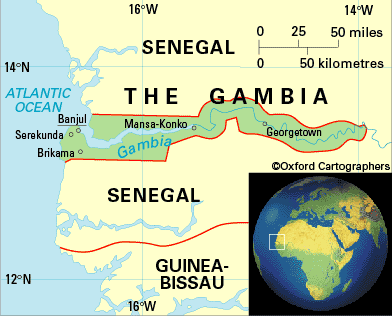 16°W
14°W
SENEGAL
0 25 50 miles
0 50 kilometres
14°N
14°N
THE GAMBIA
ATLANTIC
OCEAN
Banjul
Serekunda
Mansa-Konko
Georgetown
Brikama
Gambia
©Oxford Cartographers
SENEGAL
GUINEA-
BISSAU
12°N
16°W